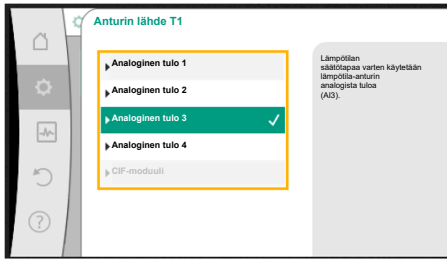 Anturin lähde T1
Analoginen tulo 1
Analoginen tulo 2
Analoginen tulo 3
Analoginen tulo 4
CIF-moduuli
Lämpötilan
säätötapaa varten käytetään
lämpötila-anturin
analogista tuloa
(AI3).